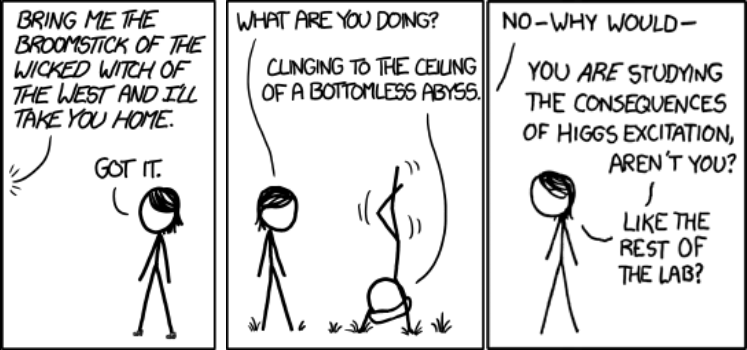 BRING ME THE
BROOMSTICK OF THE
WICKED WITCH OF
THE WEST AND I'LL
TAKE YOU HOME.
GOT IT.
WHAT ARE YOU DOING?
CLINGING TO THE CEILING
OF A BOTTOMLESS ABYSS.
NO—WHY WOULD—
YOU ARE STUDYING
THE CONSEQUENCES
OF HIGGS EXCITATION,
AREN'T YOU?
LIKE THE
REST OF
THE LAB?